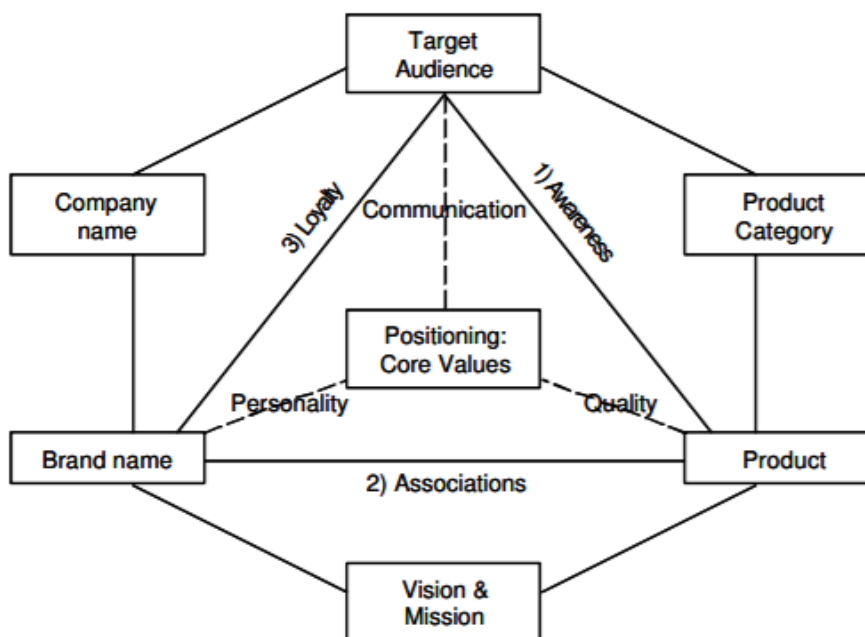 Target
Audience
Company
name
3) Loyalty
Communication
1) Awareness
Product
Category
Positioning:
Core Values
Personality
Quality
Brand name
2) Associations
Product
Vision &
Mission